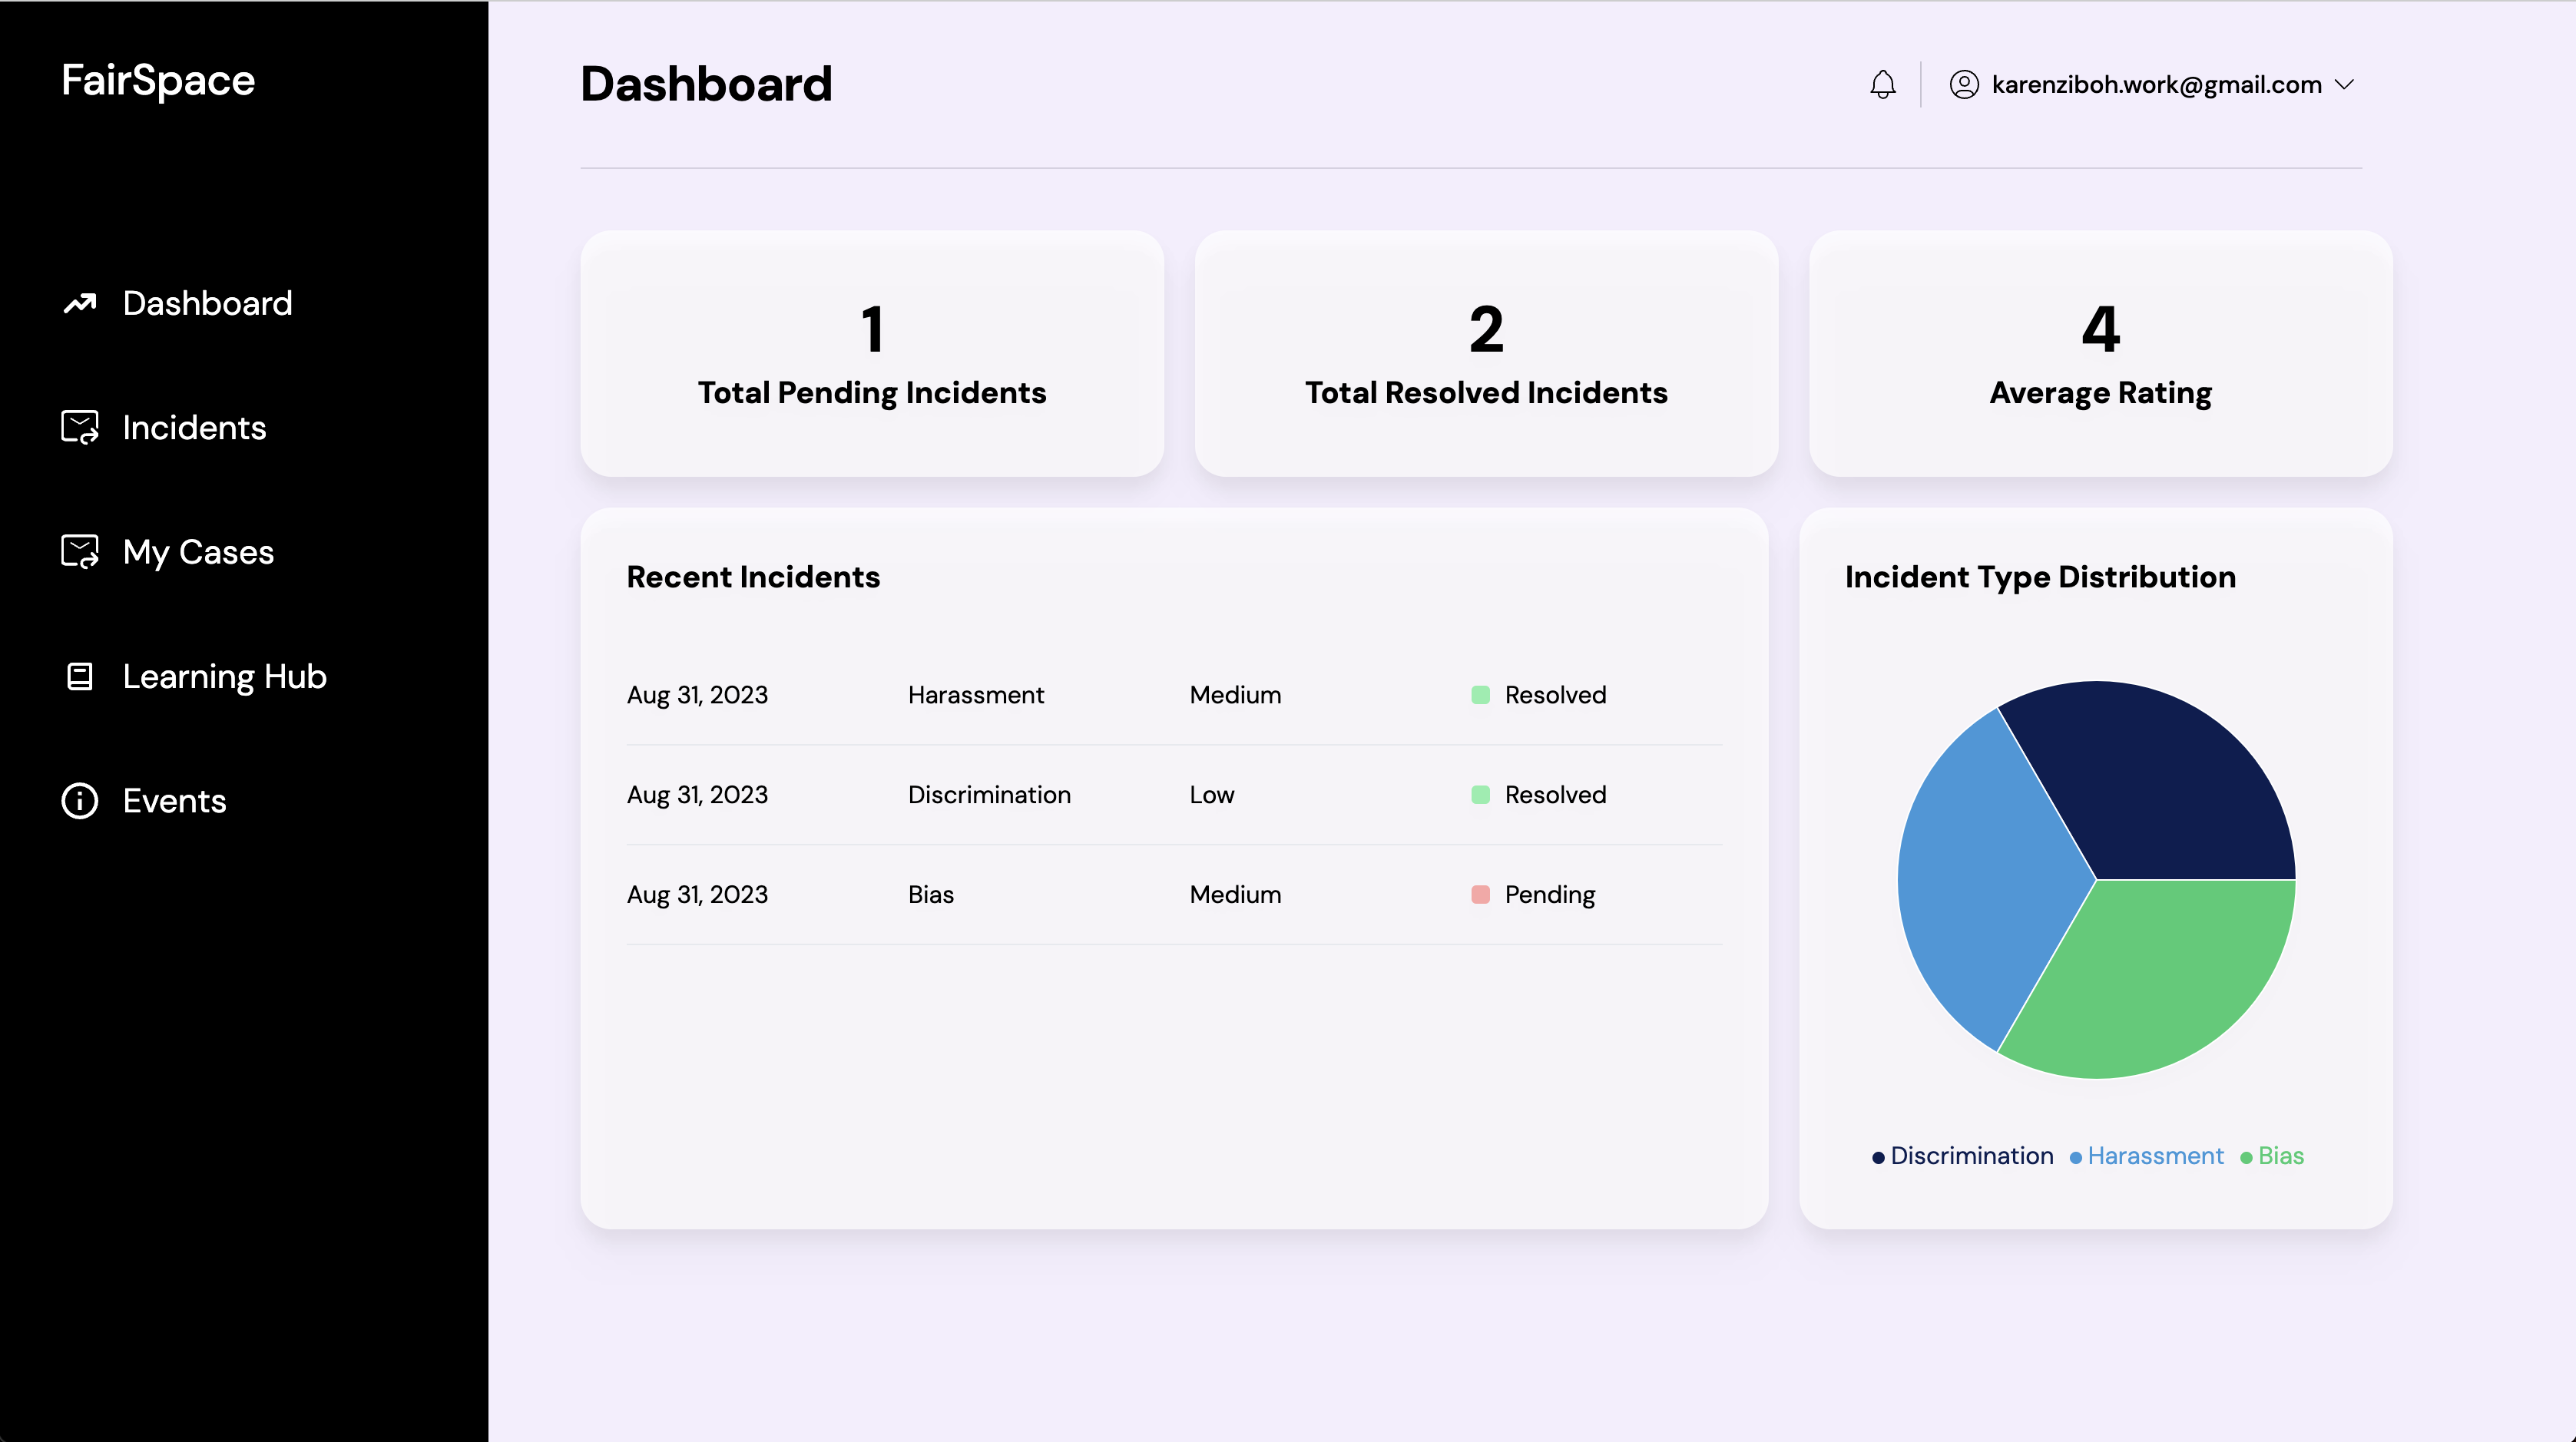 FairSpace
Dashboard
Incidents
My Cases
Learning Hub
Events
Dashboard
karenziboh.work@gmail.com
1
Total Pending Incidents
2
Total Resolved Incidents
4
Average Rating
Recent Incidents
Aug 31, 2023 Harassment Medium Resolved
Aug 31, 2023 Discrimination Low Resolved
Aug 31, 2023 Bias Medium Pending
Incident Type Distribution
Discrimination Harassment Bias